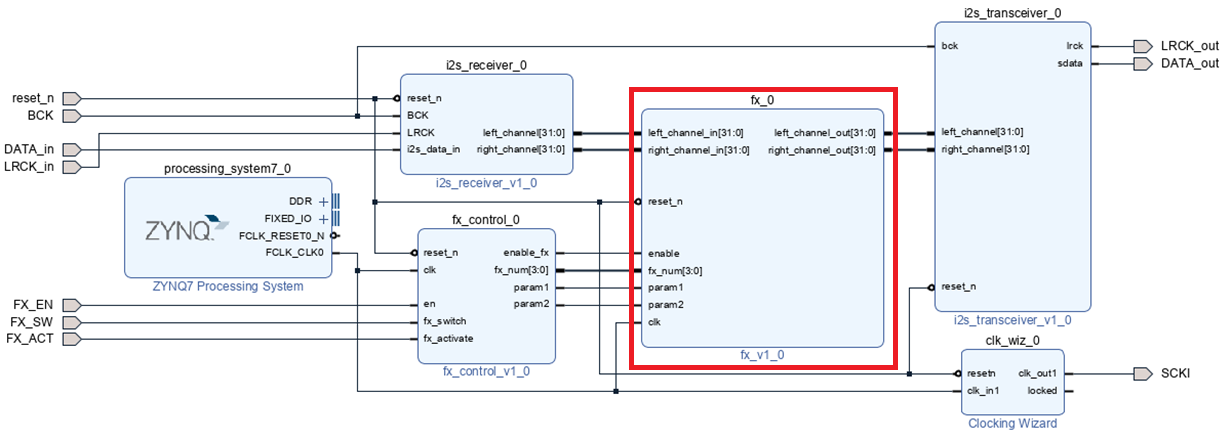 i2s_transceiver_0
bck
lrck
sdata
LRCK_out
DATA_out
left_channel[31:0]
right_channel[31:0]
reset_n
i2s_transceiver_v1_0
i2s_receiver_0
reset_n
BCK
DATA_in
LRCK_in
reset_n
BCK
LRCK
i2s_data_in
left_channel[31:0]
right_channel[31:0]
i2s_receiver_v1_0
fx_0
left_channel_in[31:0]
right_channel_in[31:0]
left_channel_out[31:0]
right_channel_out[31:0]
reset_n
enable
fx_num[3:0]
param1
param2
clk
fx_v1_0
processing_system7_0
ZYNQ
DDR
FIXED_IO
FCLK_RESET0_N
FCLK_CLK0
ZYNQ7 Processing System
fx_control_0
FX_EN
FX_SW
FX_ACT
reset_n
clk
en
fx_switch
fx_activate
enable_fx
fx_num[3:0]
param1
param2
fx_control_v1_0
clk_wiz_0
resetn
clk_in1
clk_out1
locked
SCKI
Clocking Wizard